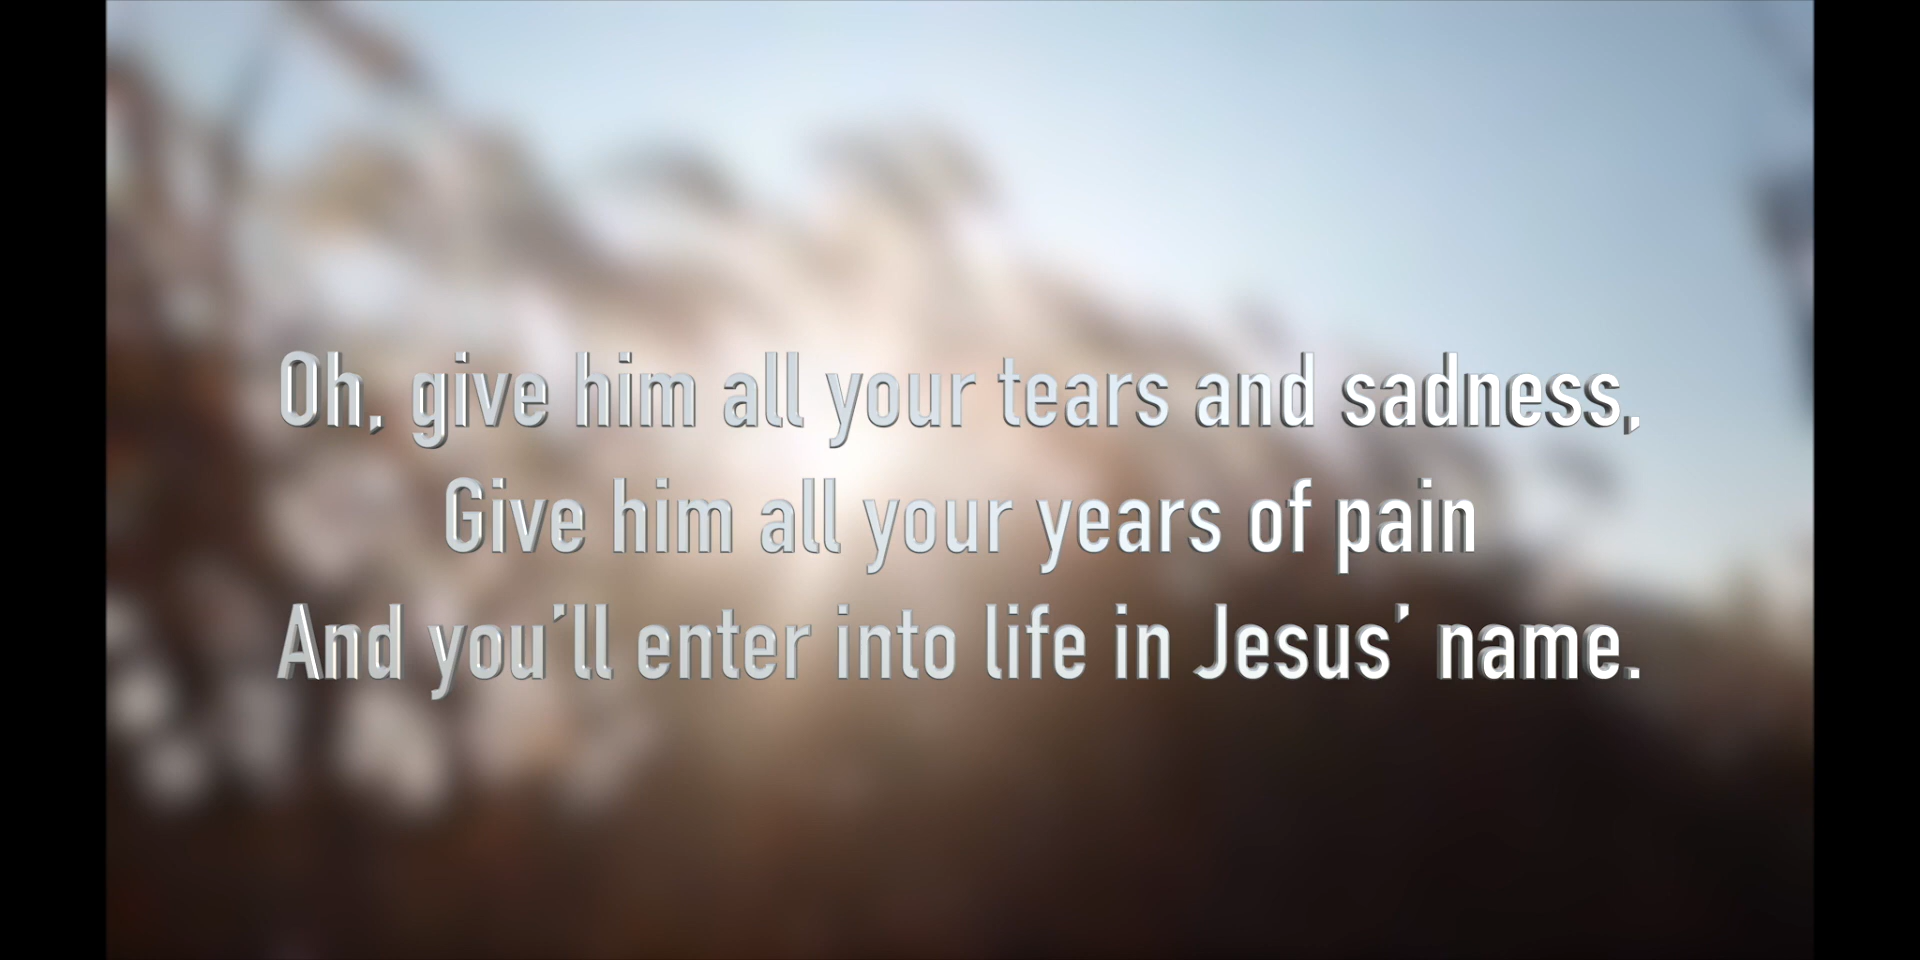 Oh, give him all your tears and sadness,
Give him all your years of pain
And you'll enter into life in Jesus' name.